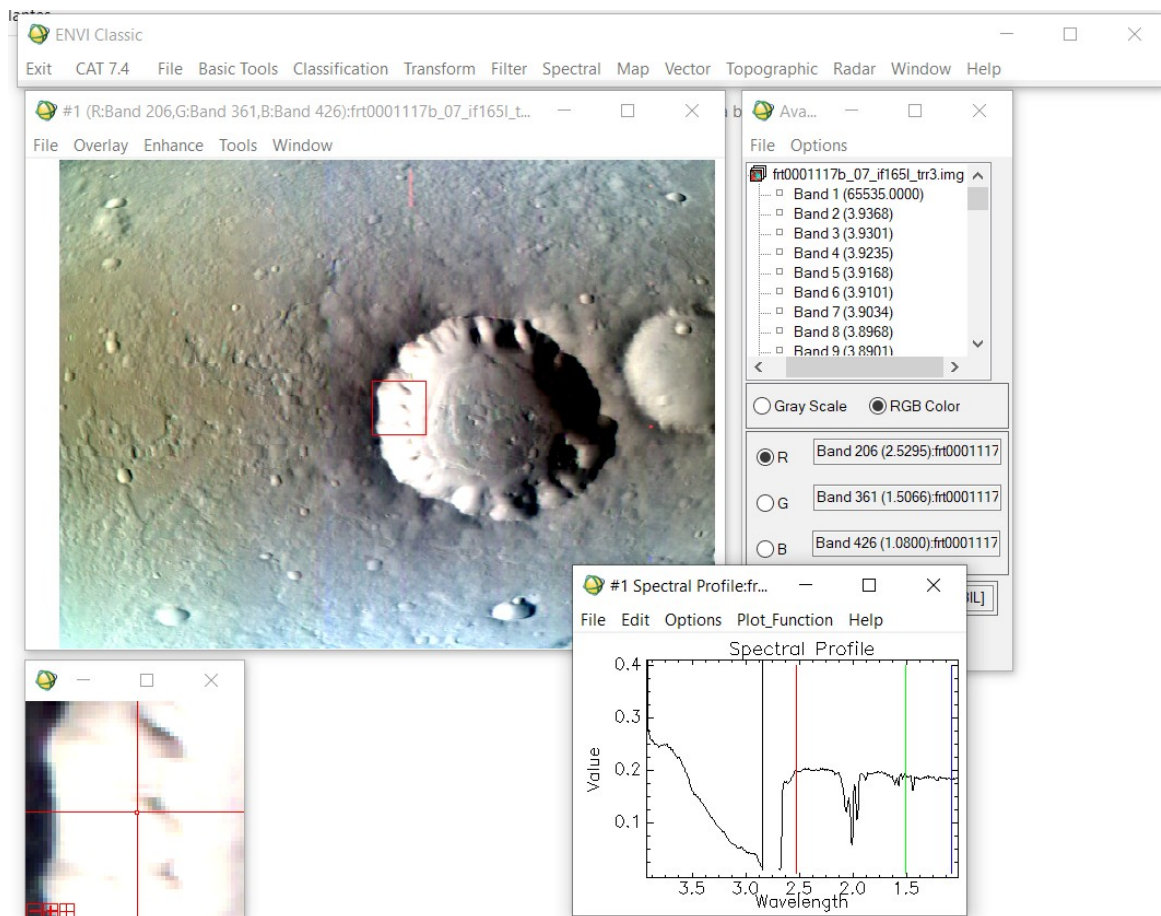 ENVI Classic
Exit CAT 7.4 File Basic Tools Classification Transform Filter Spectral Map Vector Topographic Radar Window Help
#1 (R:Band 206,G:Band 361,B:Band 426):frt0001117b_07_if165l_t...
File Overlay Enhance Tools Window
Ava...
File Options
frt0001117b_07_if165l_trr3.img
Band 1 (65535.0000)
Band 2 (3.9368)
Band 3 (3.9301)
Band 4 (3.9235)
Band 5 (3.9168)
Band 6 (3.9101)
Band 7 (3.9034)
Band 8 (3.8968)
Band 9 (3.8901)
Gray Scale RGB Color
R Band 206 (2.5295):frt0001117
G Band 361 (1.5066):frt0001117
B Band 426 (1.0800):frt0001117
#1 Spectral Profile:fr...
File Edit Options Plot_Function Help
Spectral Profile
0.4
0.3
0.2
0.1
Value
3.5 3.0 2.5 2.0 1.5
Wavelength